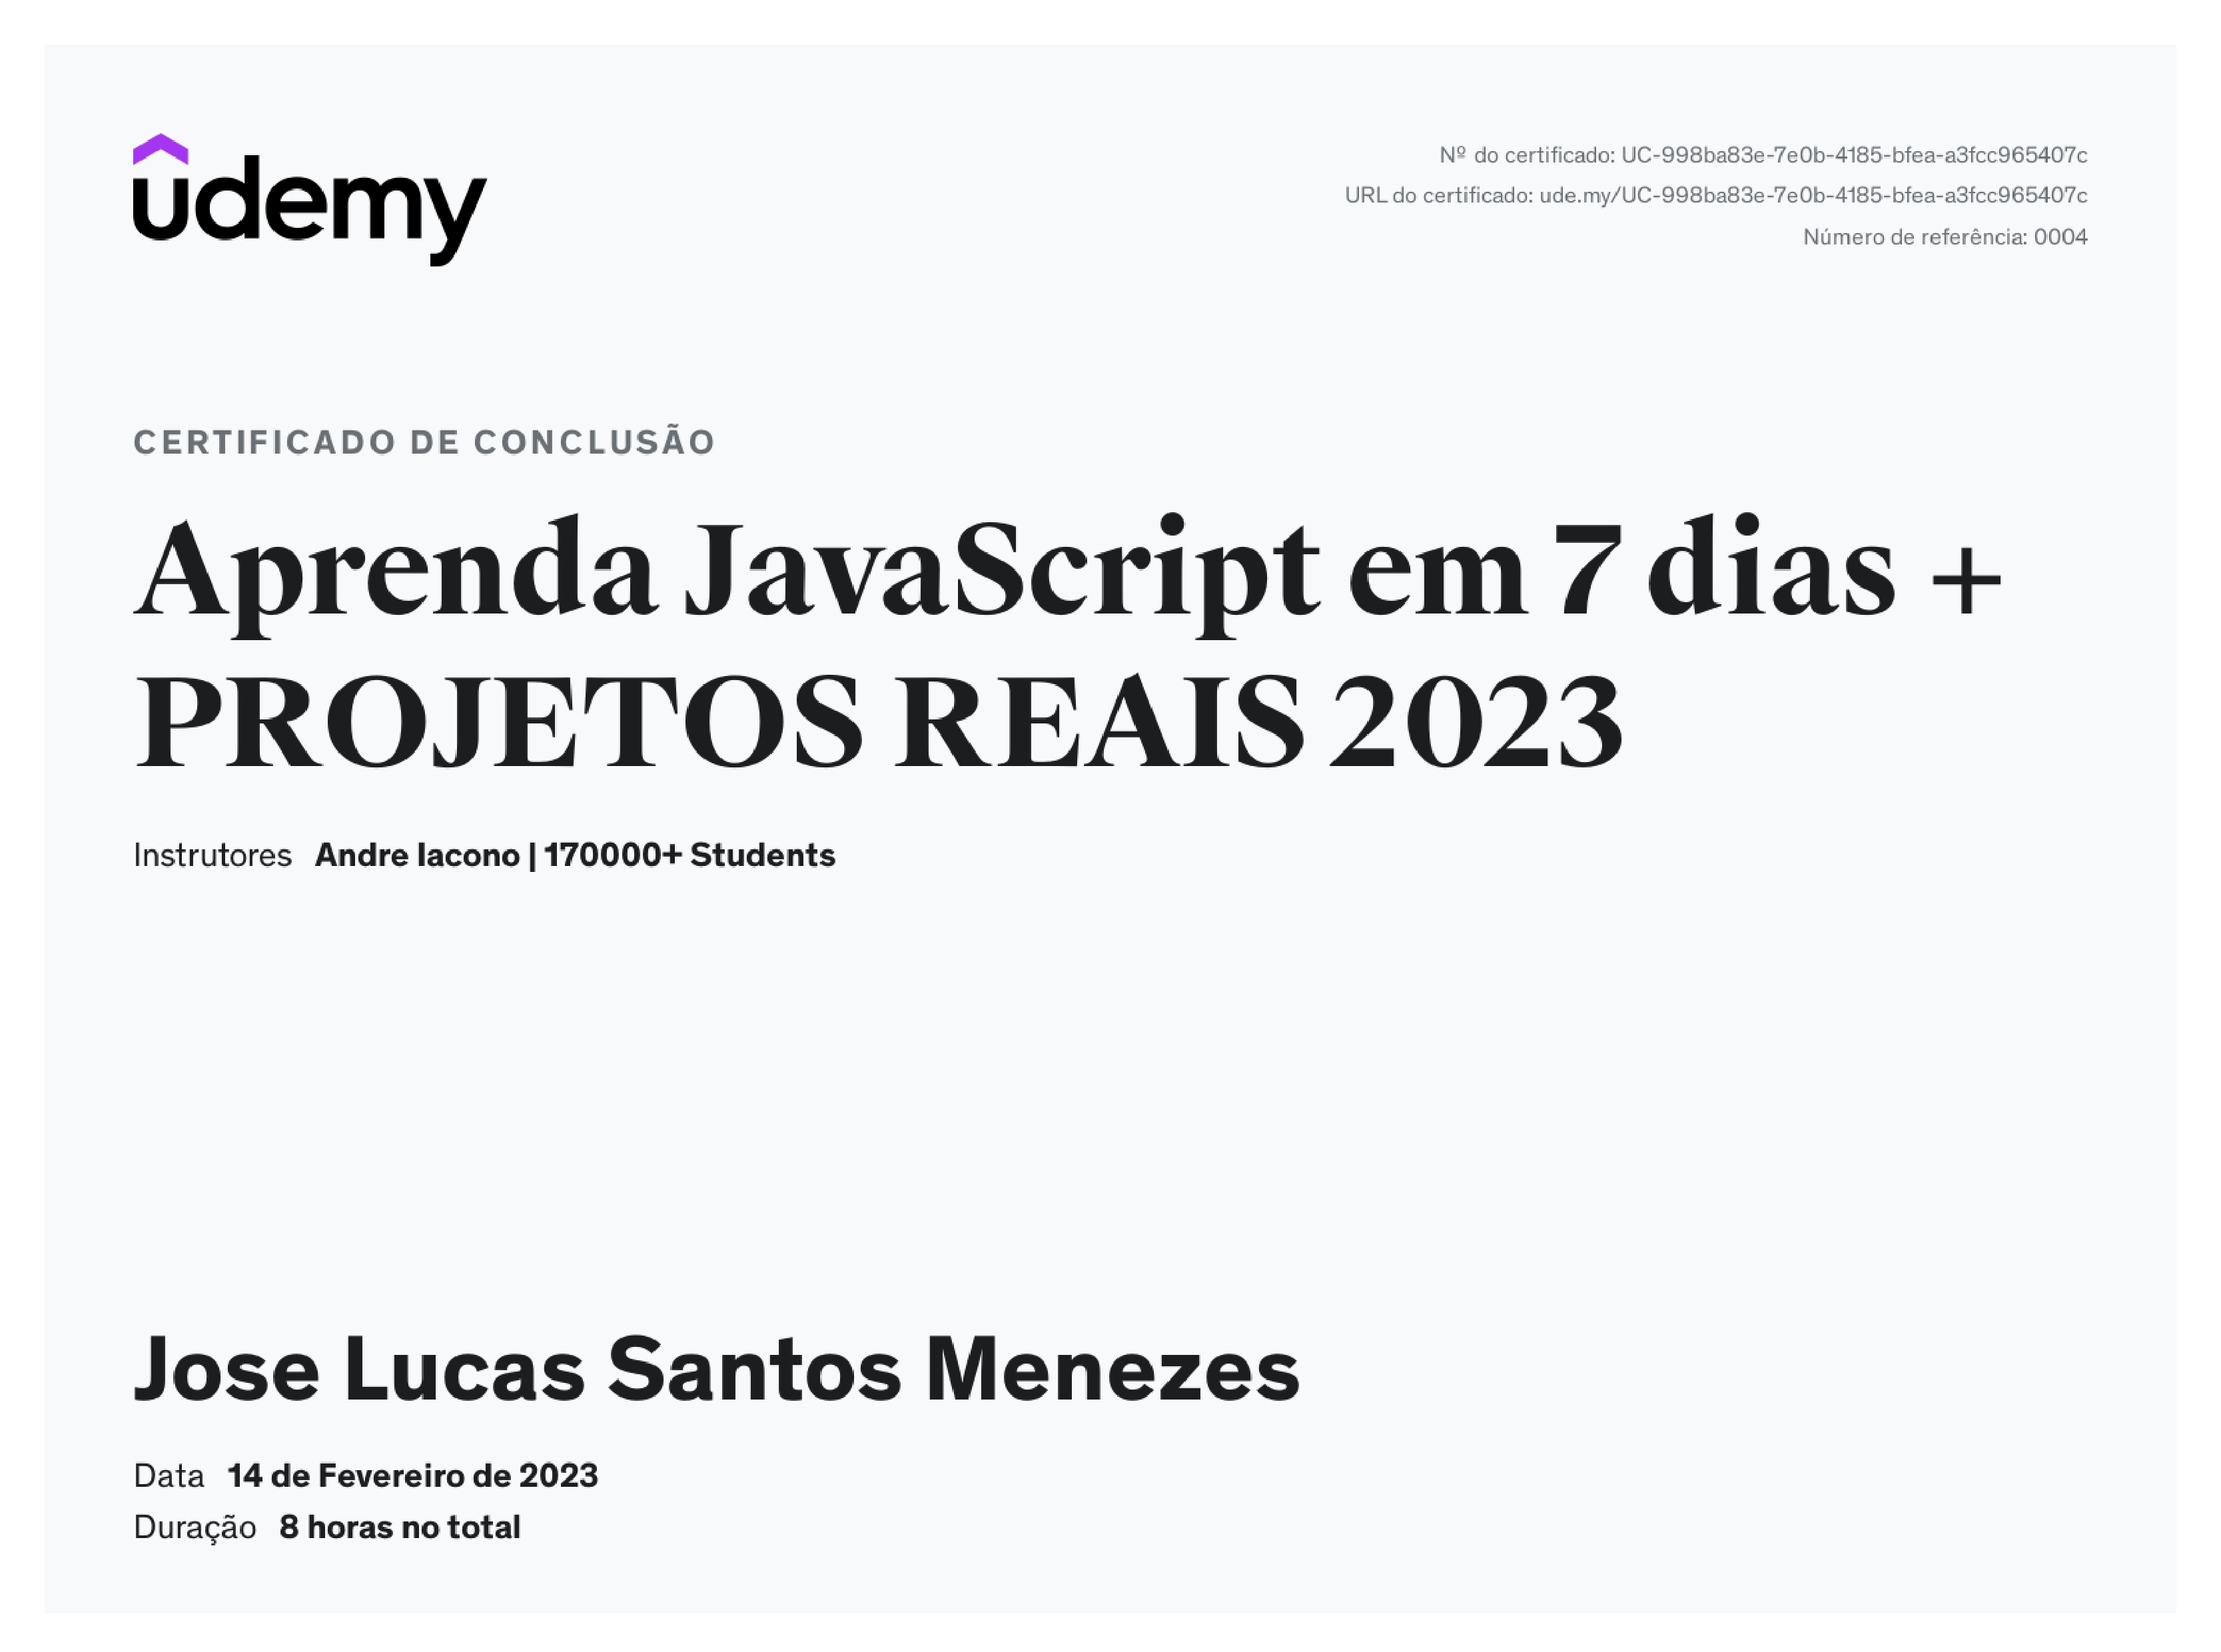 udemy
Nº do certificado: UC-998ba83e-7e0b-4185-bfea-a3fcc965407c
URL do certificado: ude.my/UC-998ba83e-7e0b-4185-bfea-a3fcc965407c
Número de referência: 0004
CERTIFICADO DE CONCLUSÃO
Aprenda JavaScript em 7 dias +
PROJETOS REAIS 2023
Instrutores Andre Iacono | 170000+ Students
Jose Lucas Santos Menezes
Data 14 de Fevereiro de 2023
Duração 8 horas no total